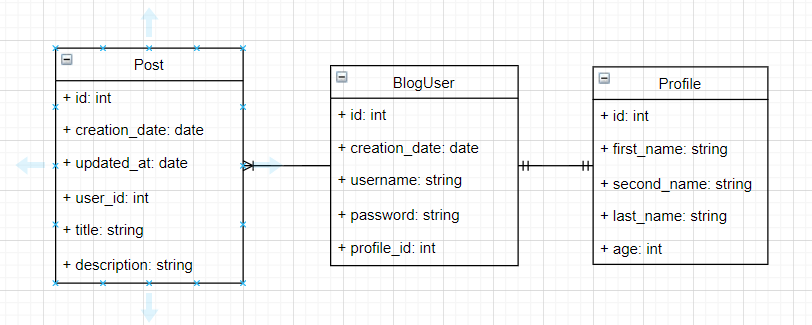 Post
+ id: int
+ creation_date: date
+ updated_at: date
+ user_id: int
+ title: string
+ description: string
BlogUser
+ id: int
+ creation_date: date
+ username: string
+ password: string
+ profile_id: int
Profile
+ id: int
+ first_name: string
+ second_name: string
+ last_name: string
+ age: int